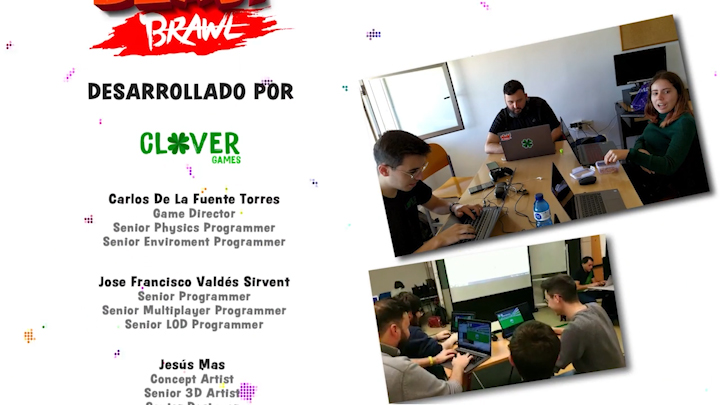 BRAWL
DESARROLLADO POR
CLOVER
GAMES
Carlos De La Fuente Torres
Game Director
Senior Physics Programmer
Senior Enviroment Programmer
Jose Francisco Valdés Sirvent
Senior Programmer
Senior Multiplayer Programmer
Senior LOD Programmer
Jesús Mas
Concept Artist
Senior 3D Artist